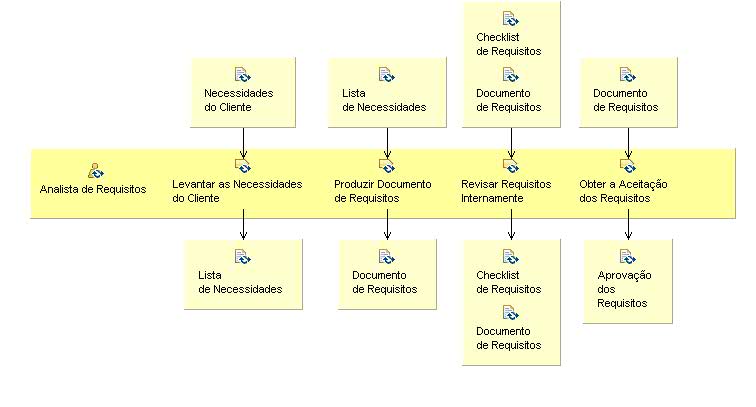 Checklist
de Requisitos
Necessidades
do Cliente
Lista
de Necessidades
Documento
de Requisitos
Documento
de Requisitos
Analista de Requisitos
Levantar as Necessidades
do Cliente
Produzir Documento
de Requisitos
Revisar Requisitos
Internamente
Obter a Aceitação
dos Requisitos
Lista
de Necessidades
Documento
de Requisitos
Checklist
de Requisitos
Documento
de Requisitos
Aprovação
dos
Requisitos